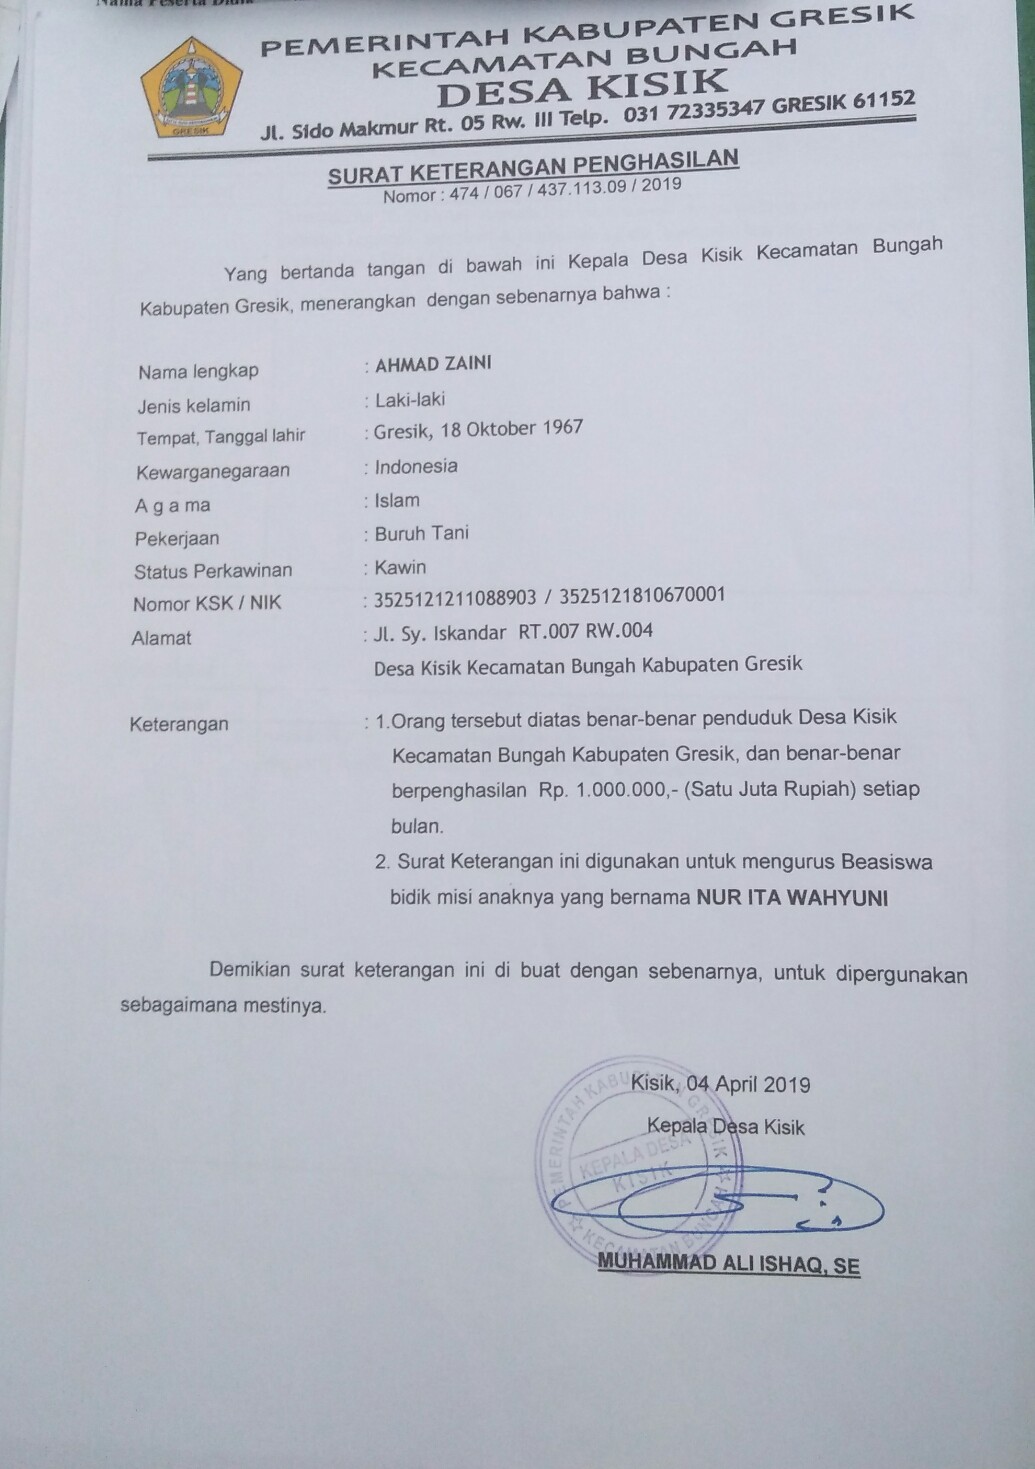 Nama Peserta Didik
PEMERINTAH KABUPATEN GRESIK
KECAMATAN BUNGAH
DESA KISIK
Jl. Sido Makmur Rt. 05 Rw. III Telp. 031 72335347 GRESIK 61152
GRESIK
SURAT KETERANGAN PENGHASILAN
Nomor : 474 / 067 / 437.113.09 / 2019
Yang bertanda tangan di bawah ini Kepala Desa Kisik Kecamatan Bungah
Kabupaten Gresik, menerangkan dengan sebenarnya bahwa :
Nama lengkap : AHMAD ZAINI
Jenis kelamin : Laki-laki
Tempat, Tanggal lahir : Gresik, 18 Oktober 1967
Kewarganegaraan : Indonesia
A g a m a : Islam
Pekerjaan : Buruh Tani
Status Perkawinan : Kawin
Nomor KSK / NIK : 3525121211088903 / 3525121810670001
Alamat : Jl. Sy. Iskandar RT.007 RW.004
Desa Kisik Kecamatan Bungah Kabupaten Gresik
Keterangan : 1.Orang tersebut diatas benar-benar penduduk Desa Kisik
Kecamatan Bungah Kabupaten Gresik, dan benar-benar
berpenghasilan Rp. 1.000.000,- (Satu Juta Rupiah) setiap
bulan.
2. Surat Keterangan ini digunakan untuk mengurus Beasiswa
bidik misi anaknya yang bernama NUR ITA WAHYUNI
Demikian surat keterangan ini di buat dengan sebenarnya, untuk dipergunakan
sebagaimana mestinya.
Kisik, 04 April 2019
Kepala Desa Kisik
PEMERINTAH KABUPATEN GRESIK
KEPALA DESA
KISIK
KECAMATAN BUNGAH
MUHAMMAD ALI ISHAQ, SE